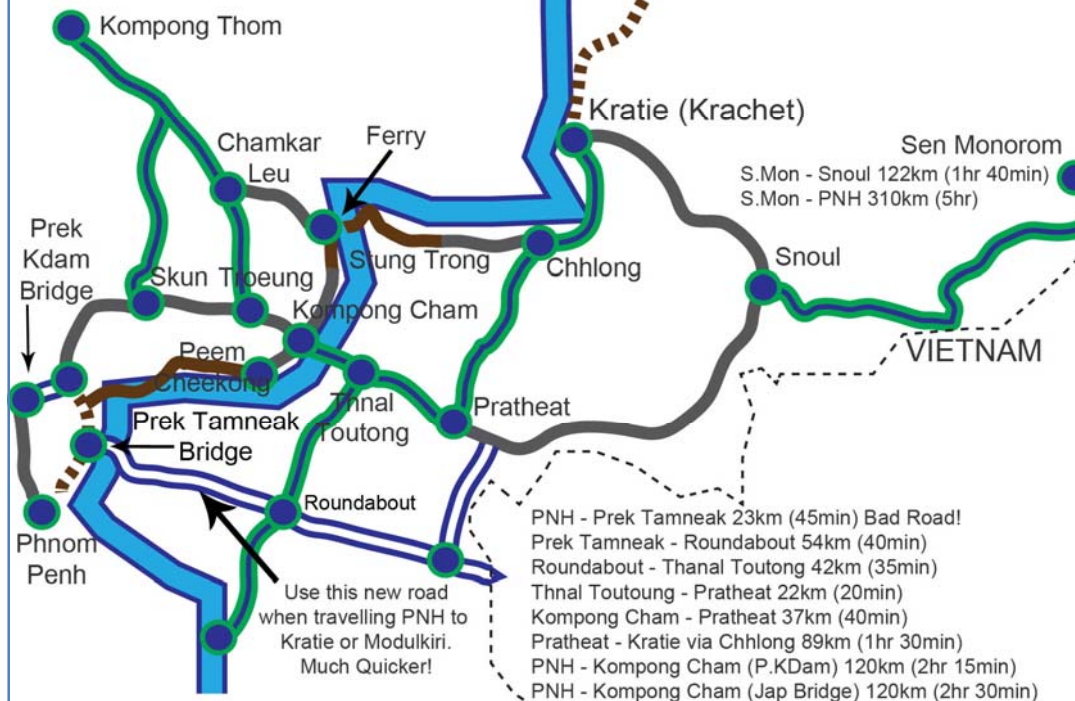 Kompong Thom
Kratie (Krachet)
Ferry
Chamkar
Leu
Sen Monorom
S.Mon - Snoul 122km (1hr 40min)
S.Mon - PNH 310km (5hr)
Prek
Kdam
Bridge
Stung Trong
Chhlong
Snoul
Skun
Troeung
Kompong Cham
VIETNAM
Peem
Cheekong
Thnal
Toutong
Pratheat
Prek Tamneak
Bridge
Roundabout
Phnom
Penh
Use this new road
when travelling PNH to
Kratie or Modulkiri.
Much Quicker!
PNH - Prek Tamneak 23km (45min) Bad Road!
Prek Tamneak - Roundabout 54km (40min)
Roundabout - Thanal Toutong 42km (35min)
Thnal Toutoung - Pratheat 22km (20min)
Kompong Cham - Pratheat 37km (40min)
Pratheat - Kratie via Chhlong 89km (1hr 30min)
PNH - Kompong Cham (P.KDam) 120km (2hr 15min)
PNH - Kompong Cham (Jap Bridge) 120km (2hr 30min)